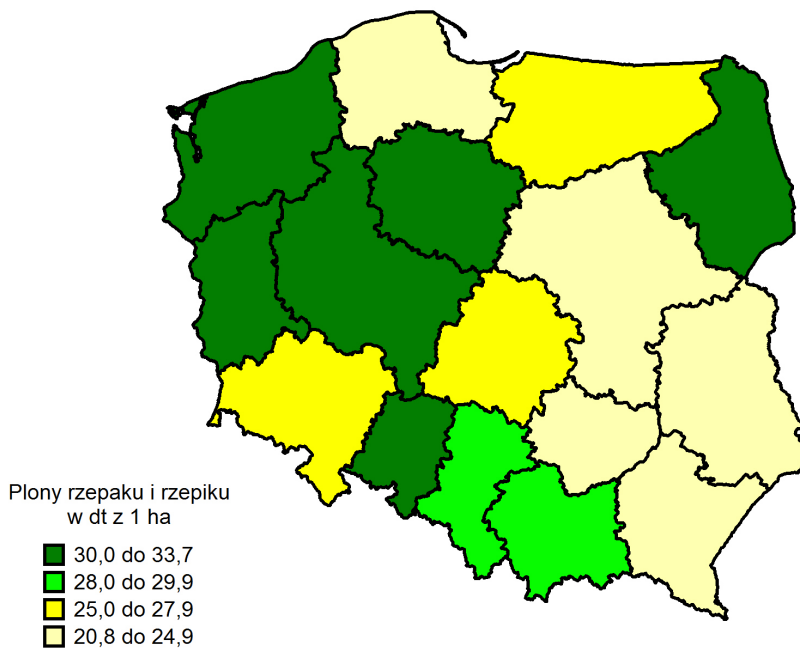 Plony rzepaku i rzepiku
w dt z 1 ha
30,0 do 33,7
28,0 do 29,9
25,0 do 27,9
20,8 do 24,9